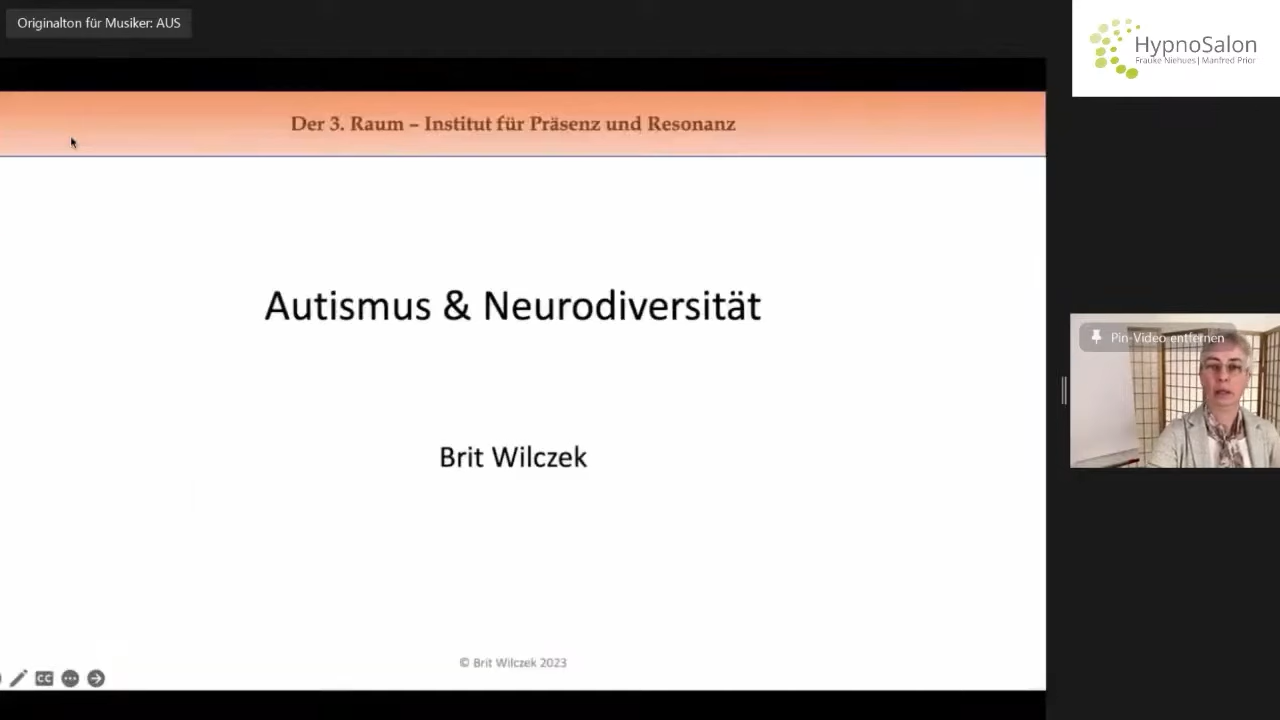 Originalton für Musiker: AUS
HypnoSalon
Frauke Niehues | Manfred Prior
Der 3. Raum – Institut für Präsenz und Resonanz
Autismus & Neurodiversität
Pin-Video entfernen
Brit Wilczek
© Brit Wilczek 2023
CC